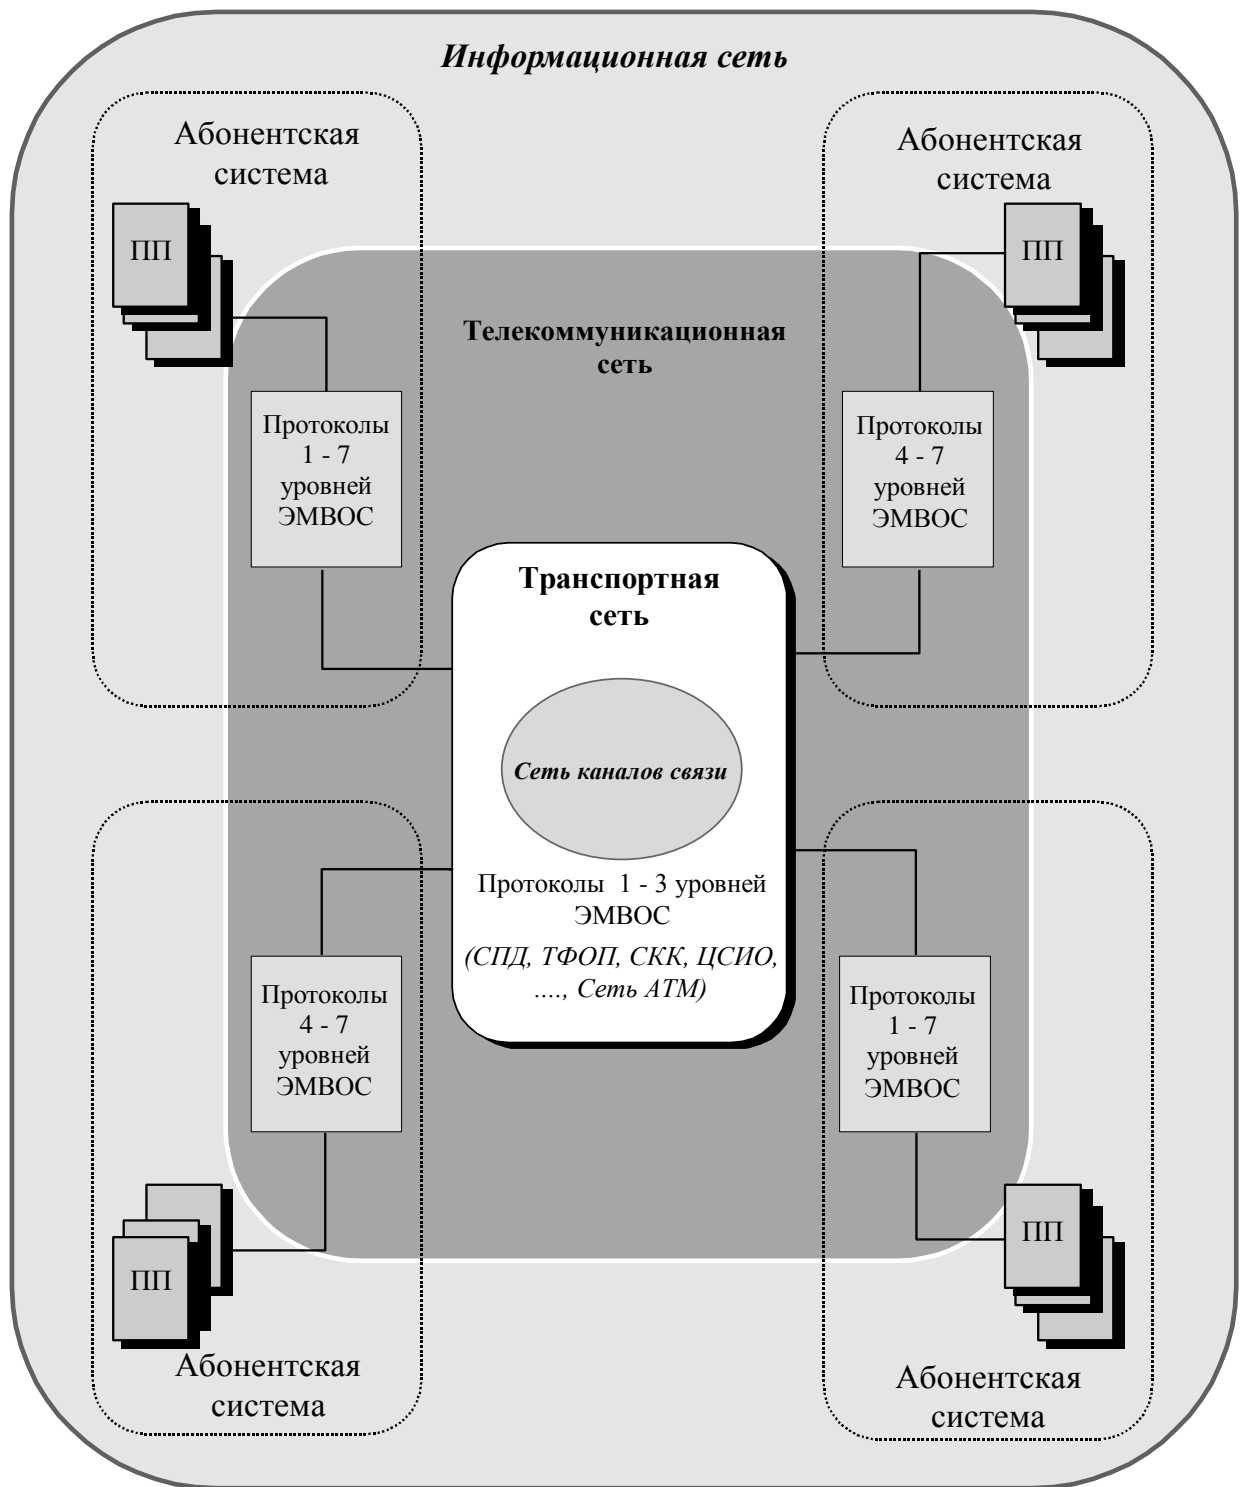 Информационная сеть
Абонентская
система
ПП
Абонентская
система
ПП
Телекоммуникационная
сеть
Протоколы
1 - 7
уровней
ЭМВОС
Протоколы
4 - 7
уровней
ЭМВОС
Транспортная
сеть
Сеть каналов связи
Протоколы 1 - 3 уровней
ЭМВОС
(СПД, ТФОП, СКК, ЦСИО,
...., Сеть АТМ)
Протоколы
4 - 7
уровней
ЭМВОС
Протоколы
1 - 7
уровней
ЭМВОС
ПП
Абонентская
система
ПП
Абонентская
система